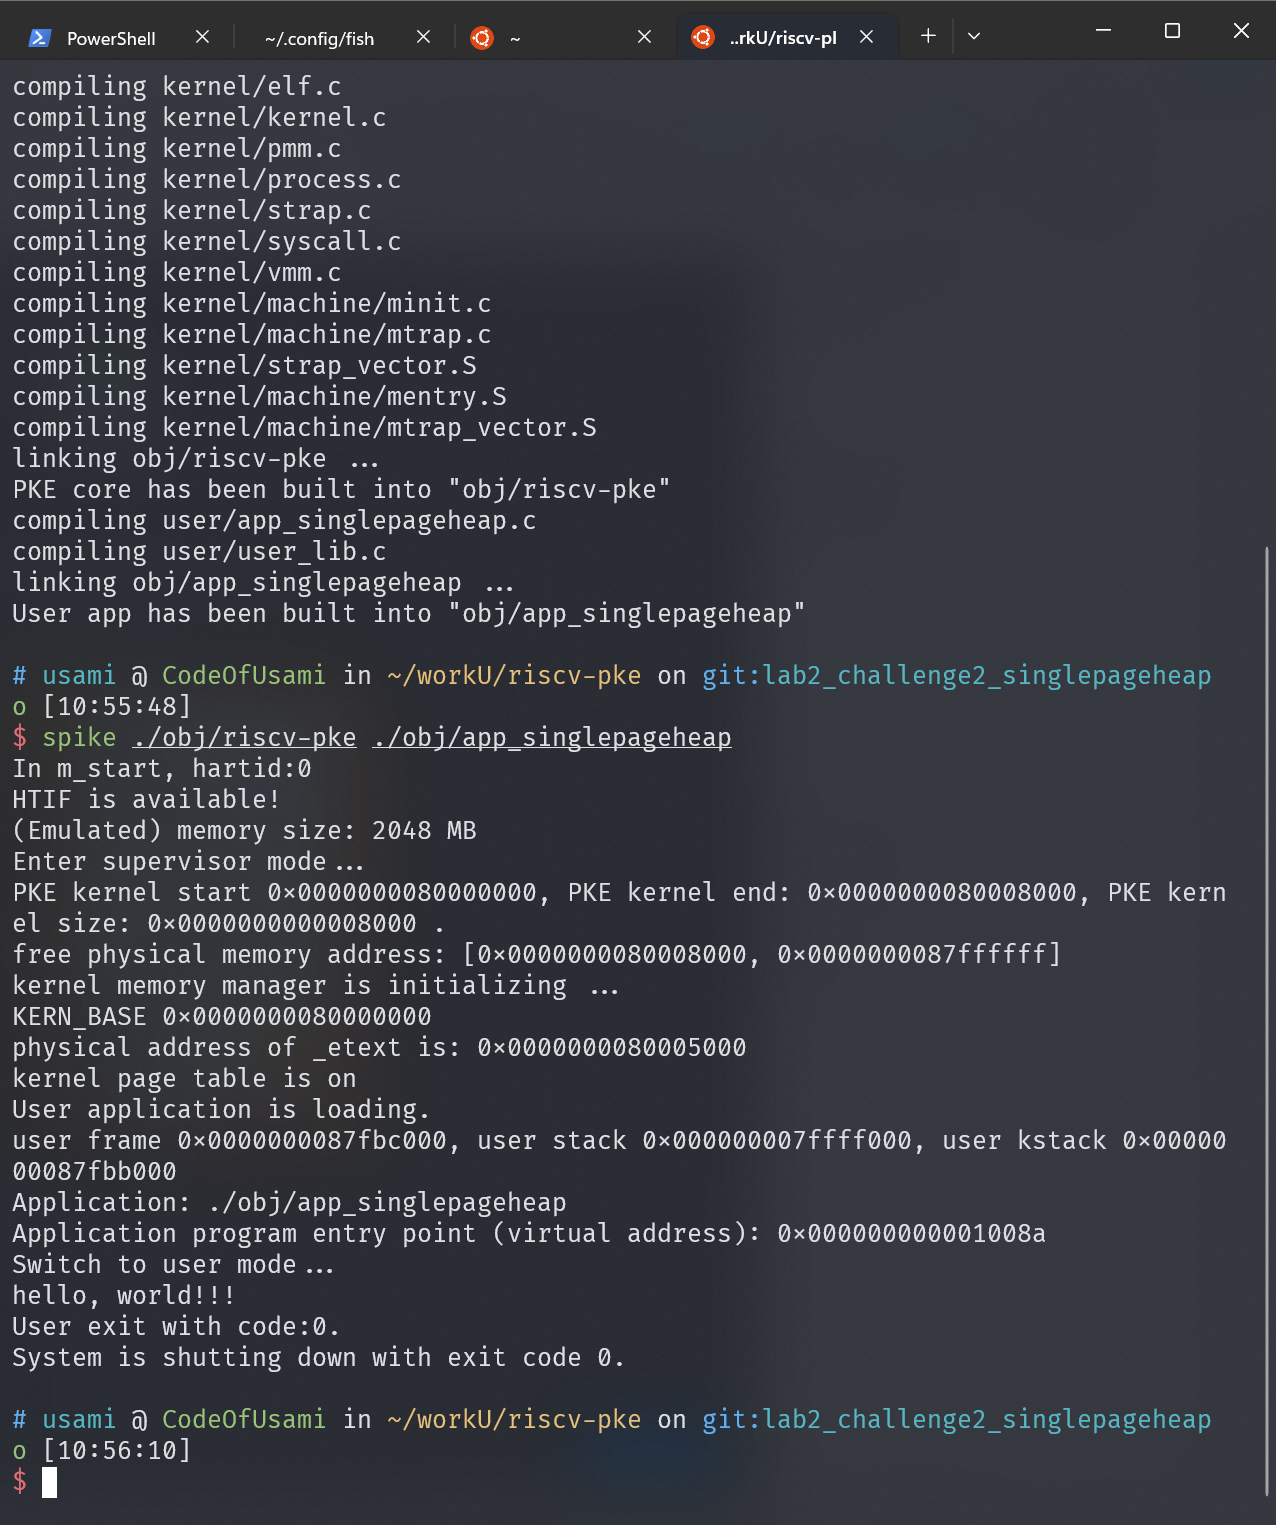 PowerShell ~/.config/fish ~ ..rkU/riscv-pl
compiling kernel/elf.c
compiling kernel/kernel.c
compiling kernel/pmm.c
compiling kernel/process.c
compiling kernel/strap.c
compiling kernel/syscall.c
compiling kernel/vmm.c
compiling kernel/machine/minit.c
compiling kernel/machine/mtrap.c
compiling kernel/strap_vector.S
compiling kernel/machine/mentry.S
compiling kernel/machine/mtrap_vector.S
linking obj/riscv-pke ...
PKE core has been built into "obj/riscv-pke"
compiling user/app_singlepageheap.c
compiling user/user_lib.c
linking obj/app_singlepageheap ...
User app has been built into "obj/app_singlepageheap"
# usami @ CodeOfUsami in ~/workU/riscv-pke on git:lab2_challenge2_singlepageheap
o [10:55:48]
$ spike ./obj/riscv-pke ./obj/app_singlepageheap
In m_start, hartid:0
HTIF is available!
(Emulated) memory size: 2048 MB
Enter supervisor mode...
PKE kernel start 0x0000000080000000, PKE kernel end: 0x0000000080008000, PKE kern
el size: 0x0000000000008000 .
free physical memory address: [0x0000000080008000, 0x0000000087ffffff]
kernel memory manager is initializing ...
KERN_BASE 0x0000000080000000
physical address of _etext is: 0x0000000080005000
kernel page table is on
User application is loading.
user frame 0x0000000087fbc000, user stack 0x000000007ffff000, user kstack 0x00000
00087fbb000
Application: ./obj/app_singlepageheap
Application program entry point (virtual address): 0x000000000001008a
Switch to user mode...
hello, world!!!
User exit with code:0.
System is shutting down with exit code 0.
# usami @ CodeOfUsami in ~/workU/riscv-pke on git:lab2_challenge2_singlepageheap
o [10:56:10]
$